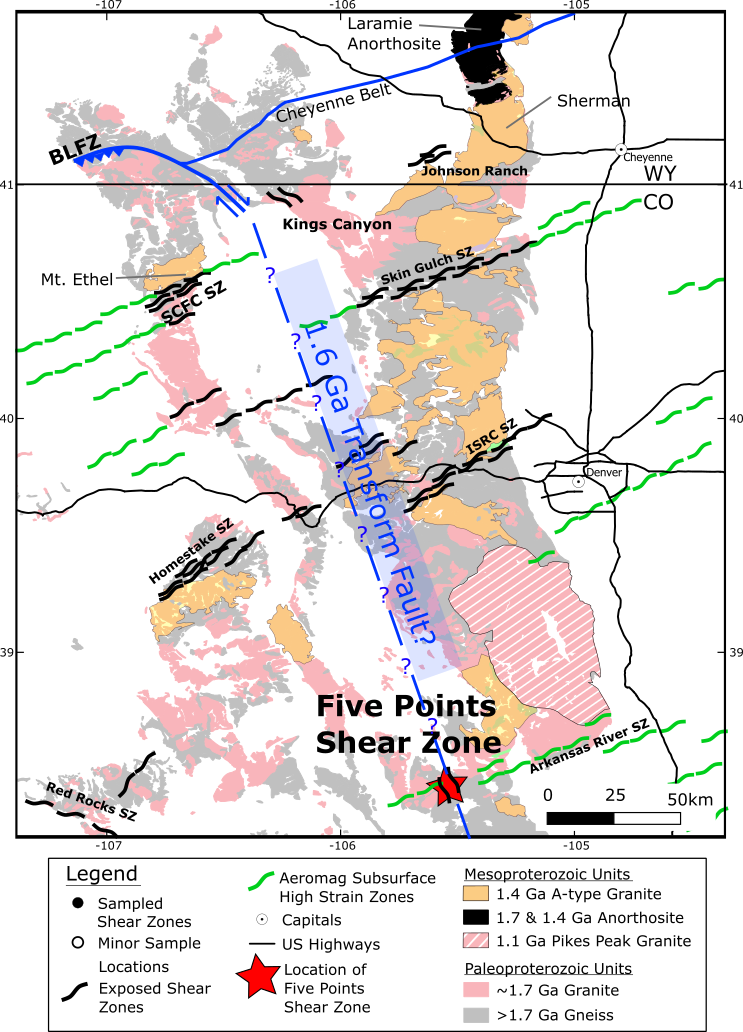 -107
-106
-105
Laramie
Anorthosite
Cheyenne Belt
Sherman
BLFZ
Johnson Ranch
Cheyenne
WY
41
41
CO
Kings Canyon
Skin Gulch SZ
Mt. Ethel
?
SCFC SZ
1.6 Ga Transform Fault?
?
?
40
40
ISRC SZ
?
Denver
?
Homestake SZ
?
39
39
?
Five Points
Shear Zone
?
Arkansas River SZ
Red Rocks SZ
0
25
50km
-107
-106
-105
Legend
Sampled
Shear Zones
Minor Sample
Locations
Exposed Shear
Zones
Aeromag Subsurface
High Strain Zones
Capitals
US Highways
Location of
Five Points
Shear Zone
Mesoproterozoic Units
1.4 Ga A-type Granite
1.7 & 1.4 Ga Anorthosite
1.1 Ga Pikes Peak Granite
Paleoproterozoic Units
~1.7 Ga Granite
>1.7 Ga Gneiss